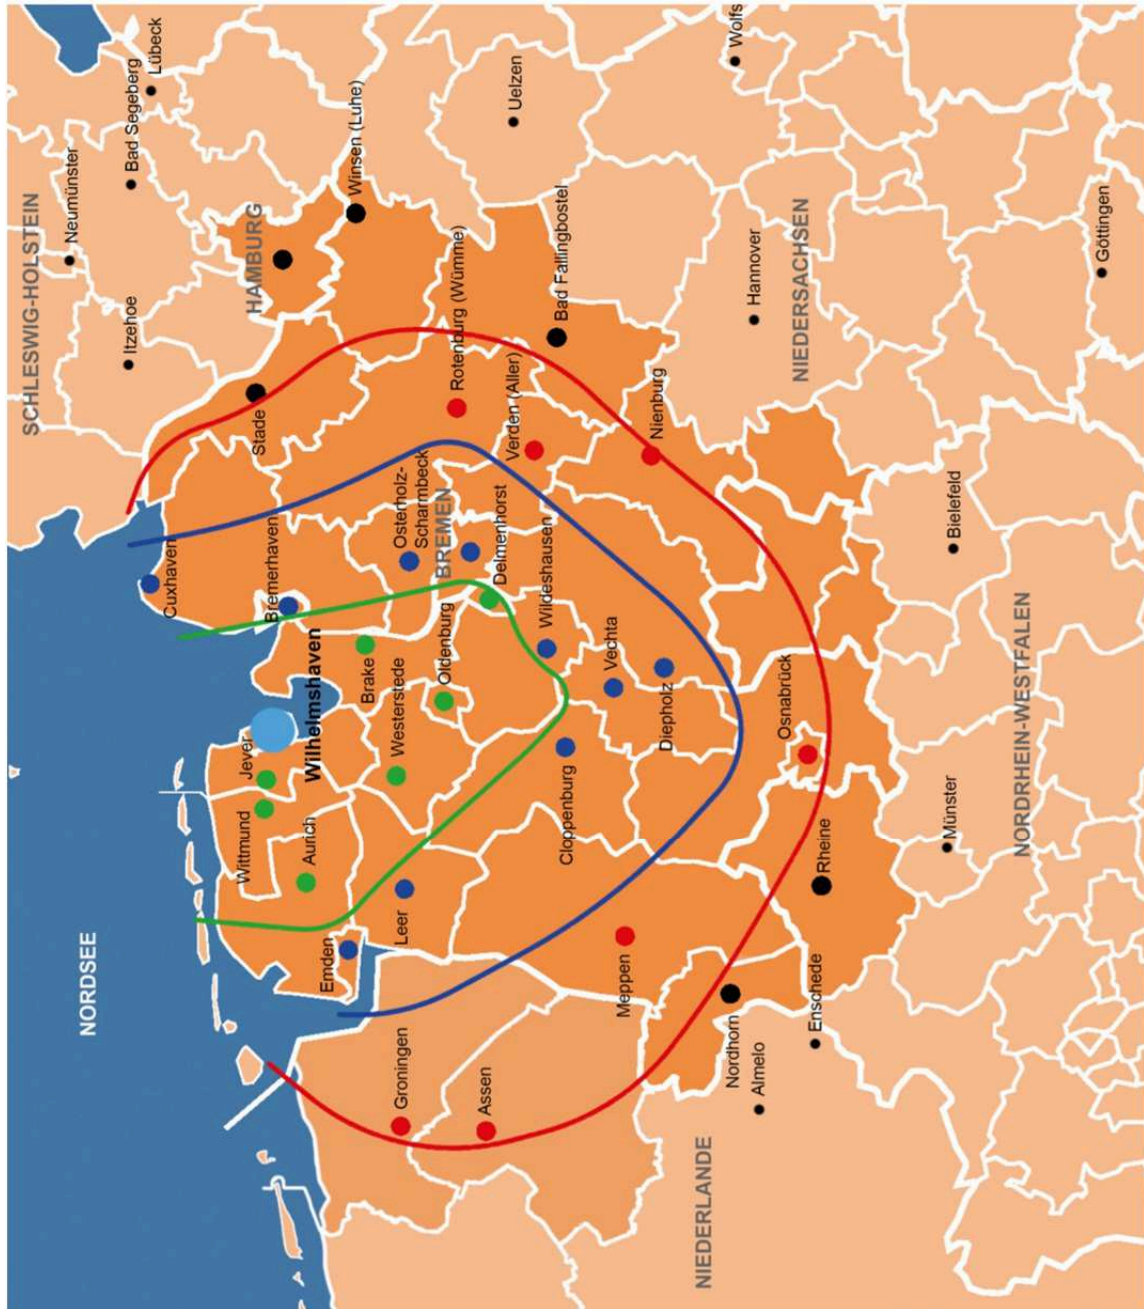 NORDSEE
SCHLESWIG-HOLSTEIN
Neumünster
Bad Segeberg
Lübeck
Itzehoe
HAMBURG
Cuxhaven
Stade
Winsen (Luhe)
Bremerhaven
Wittmund
Jever
Wilhelmshaven
Aurich
Emden
Brake
Osterholz-
Scharmbeck
Rotenburg (Wümme)
Leer
Westerstede
Oldenburg
BREMEN
Delmenhorst
Uelzen
Groningen
Assen
Wildeshausen
Verden (Aller)
Bad Fallingbostel
Cloppenburg
Vechta
Diepholz
Nienburg
Meppen
NIEDERLANDE
Nordhorn
Almelo
Enschede
Rheine
Osnabrück
Hannover
Wolfs
NIEDERSACHSEN
Münster
Bielefeld
NORDRHEIN-WESTFALEN
Göttingen